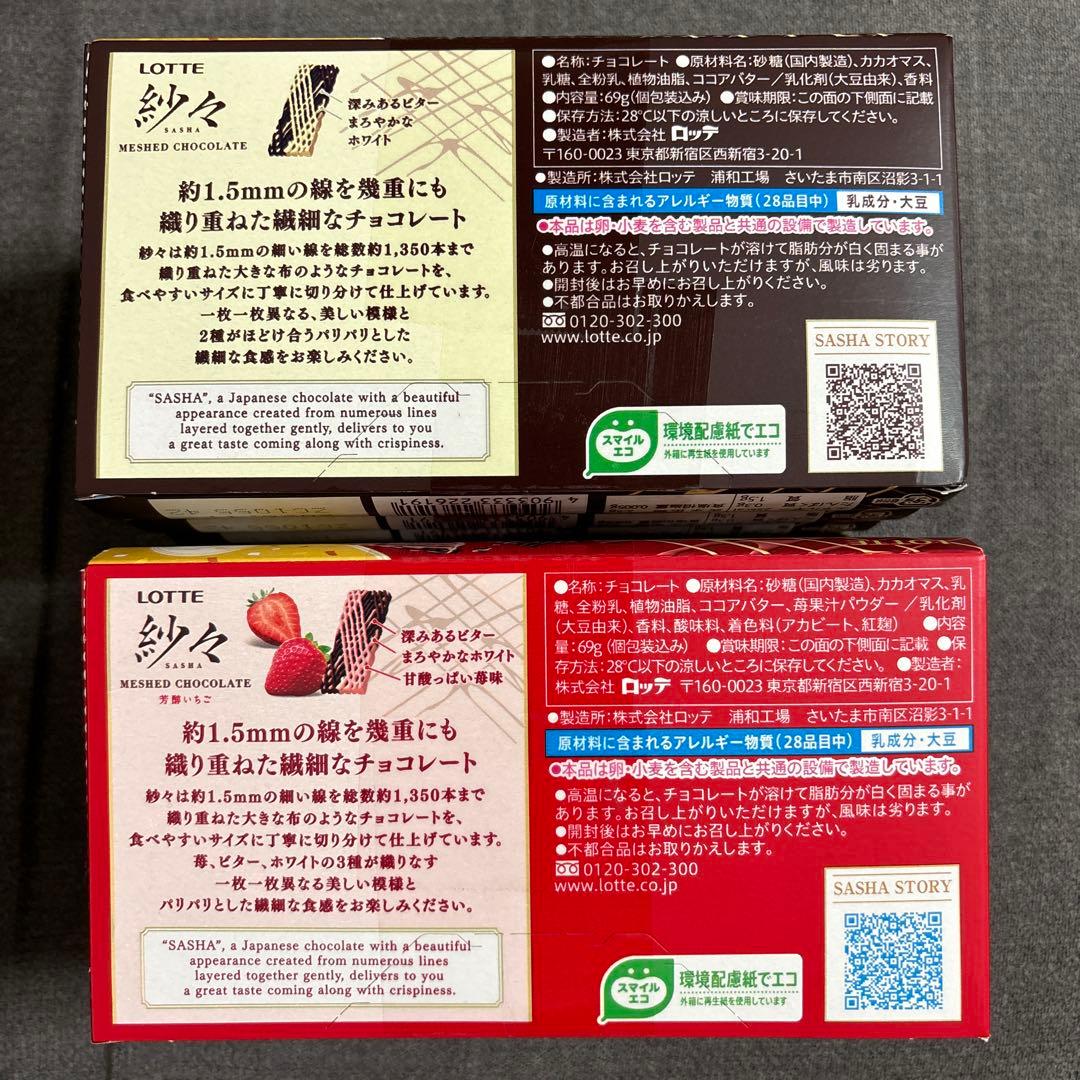 LOTTE
紗々
SASHA
MESHED CHOCOLATE
深みあるビター
まろやかな
ホワイト
約1.5mmの線を幾重にも
織り重ねた繊細なチョコレート
紗々は約1.5mmの細い線を総数約1,350本まで
織り重ねた大きな布のようなチョコレートを、
食べやすいサイズに丁寧に切り分けて仕上げています。
一枚一枚異なる、美しい模様と
2種がほどけ合うパリパリとした
繊細な食感をお楽しみください。
"SASHA", a Japanese chocolate with a beautiful
appearance created from numerous lines
layered together gently, delivers to you
a great taste coming along with crispiness.
●名称:チョコレート ●原材料名:砂糖(国内製造)、カカオマス、
乳糖、全粉乳、植物油脂、ココアバター/乳化剤(大豆由来)、香料
●内容量:69g(個包装込み) ●賞味期限:この面の下側面に記載
●保存方法:28℃以下の涼しいところに保存してください。
●製造者:株式会社 ロッテ
〒160-0023 東京都新宿区西新宿3-20-1
●製造所:株式会社ロッテ 浦和工場 さいたま市南区沼影3-1-1
原材料に含まれるアレルギー物質(28品目中) 乳成分・大豆
●本品は卵・小麦を含む製品と共通の設備で製造しています。
●高温になると、チョコレートが溶けて脂肪分が白く固まる事が
あります。お召し上がりいただけますが、風味は劣ります。
●開封後はお早めにお召し上がりください。
●不都合品はお取りかえします。
0120-302-300
www.lotte.co.jp
SASHA STORY
スマイル
エコ
環境配慮紙でエコ
外箱に再生紙を使用しています
4 903333 226191
LOTTE
紗々
SASHA
MESHED CHOCOLATE
芳醇いちご
深みあるビター
まろやかなホワイト
甘酸っぱい苺味
約1.5mmの線を幾重にも
織り重ねた繊細なチョコレート
紗々は約1.5mmの細い線を総数約1,350本まで
織り重ねた大きな布のようなチョコレートを、
食べやすいサイズに丁寧に切り分けて仕上げています。
苺、ビター、ホワイトの3種が織りなす
一枚一枚異なる美しい模様と
パリパリとした繊細な食感をお楽しみください。
"SASHA", a Japanese chocolate with a beautiful
appearance created from numerous lines
layered together gently, delivers to you
a great taste coming along with crispiness.
●名称:チョコレート ●原材料名:砂糖(国内製造)、カカオマス、乳
糖、全粉乳、植物油脂、ココアバター、苺果汁パウダー/乳化剤
(大豆由来)、香料、酸味料、着色料(アカビート、紅麹) ●内容
量:69g(個包装込み) ●賞味期限:この面の下側面に記載 ●保
存方法:28℃以下の涼しいところに保存してください。 ●製造者:
株式会社 ロッテ 〒160-0023 東京都新宿区西新宿3-20-1
●製造所:株式会社ロッテ 浦和工場 さいたま市南区沼影3-1-1
原材料に含まれるアレルギー物質(28品目中) 乳成分・大豆
●本品は卵・小麦を含む製品と共通の設備で製造しています。
●高温になると、チョコレートが溶けて脂肪分が白く固まる事が
あります。お召し上がりいただけますが、風味は劣ります。
●開封後はお早めにお召し上がりください。
●不都合品はお取りかえします。
0120-302-300
www.lotte.co.jp
SASHA STORY
スマイル
エコ
環境配慮紙でエコ
外箱に再生紙を使用しています